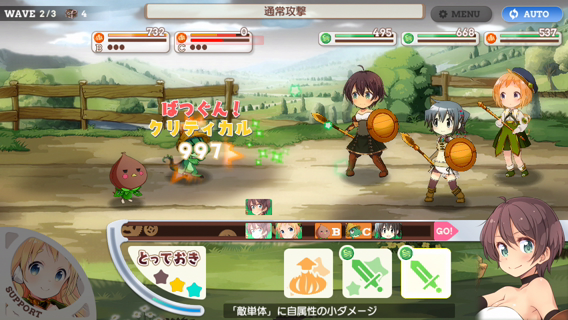 WAVE 2/3
4
通常攻撃
MENU
AUTO
B
732
C
0
495
668
537
ばつぐん!
クリティカル
997
B
C
GO!
とっておき
SUPPORT
「敵単体」に自属性の小ダメージ